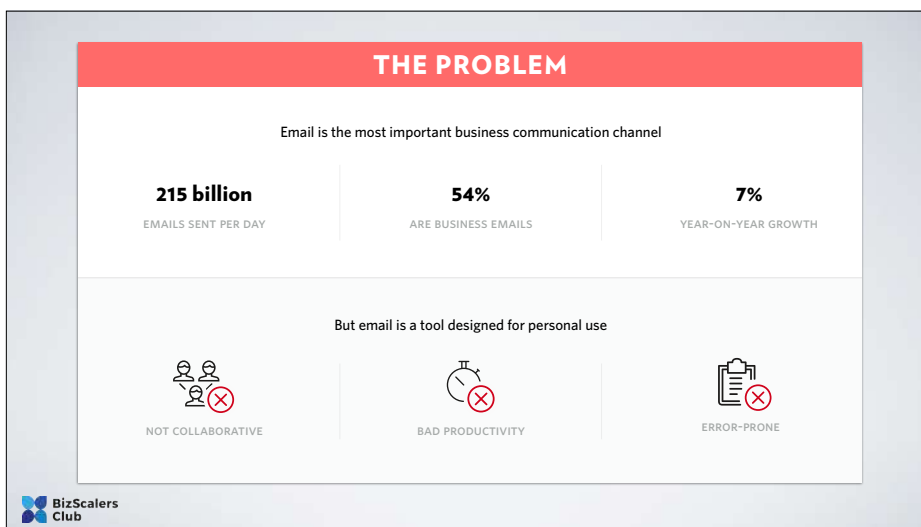 THE PROBLEM
Email is the most important business communication channel
215 billion
EMAILS SENT PER DAY
54%
ARE BUSINESS EMAILS
7%
YEAR-ON-YEAR GROWTH
But email is a tool designed for personal use
NOT COLLABORATIVE
BAD PRODUCTIVITY
ERROR-PRONE
BizScalers
Club